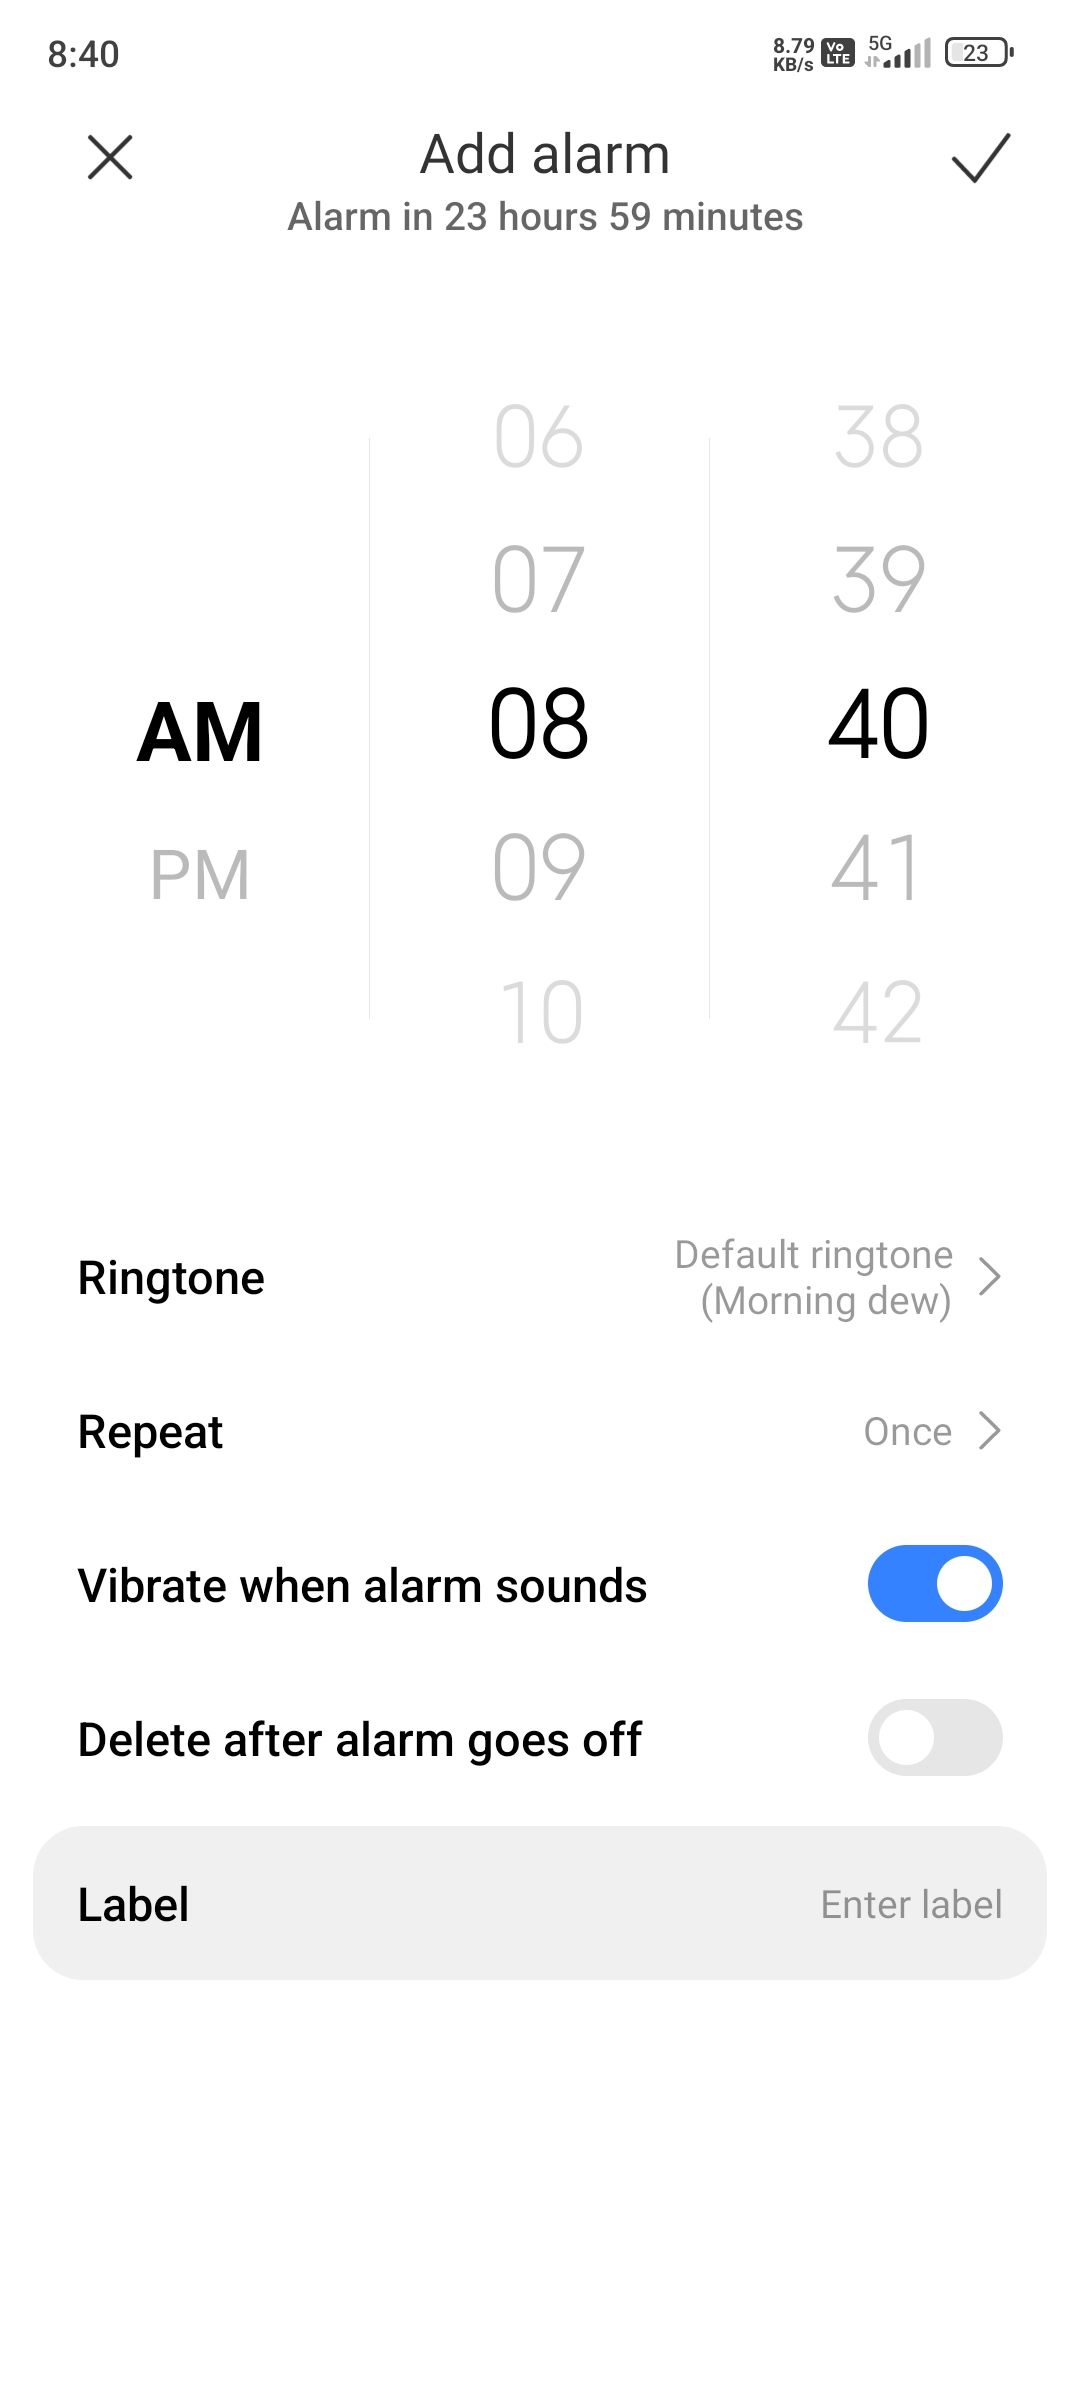 8:40
8.79
KB/s
Vo
LTE
5G
23
Add alarm
Alarm in 23 hours 59 minutes
06 38
07 39
AM 08 40
PM 09 41
10 42
Ringtone
Default ringtone
(Morning dew)
Repeat Once
Vibrate when alarm sounds
Delete after alarm goes off
Label Enter label